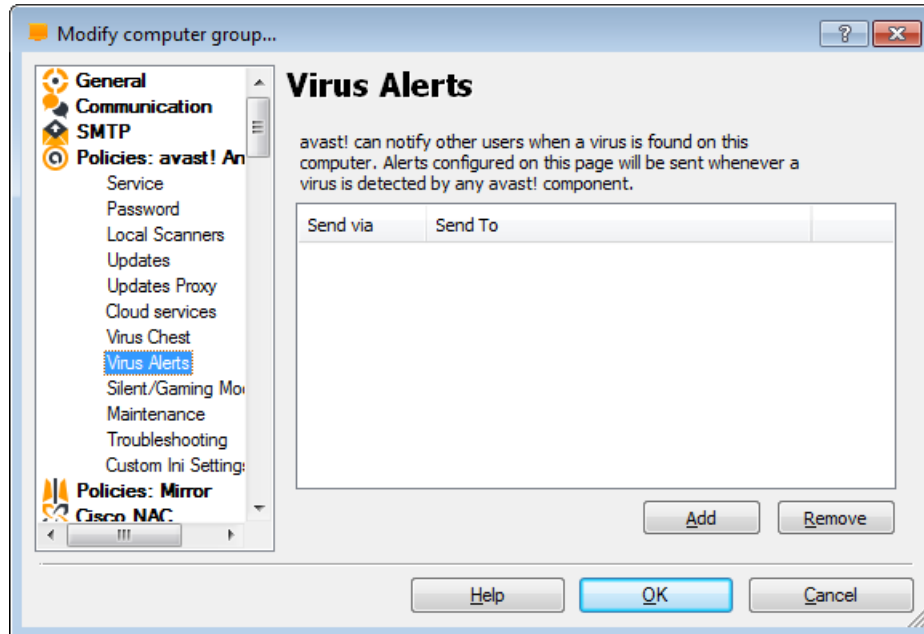 Modify computer group...
General
Communication
SMTP
Policies: avast! An
Service
Password
Local Scanners
Updates
Updates Proxy
Cloud services
Virus Chest
Virus Alerts
Silent/Gaming Mo
Maintenance
Troubleshooting
Custom Ini Setting
Policies: Mirror
Cisco NAC
Virus Alerts
avast! can notify other users when a virus is found on this
computer. Alerts configured on this page will be sent whenever a
virus is detected by any avast! component.
Send via Send To
Add Remove
Help OK Cancel